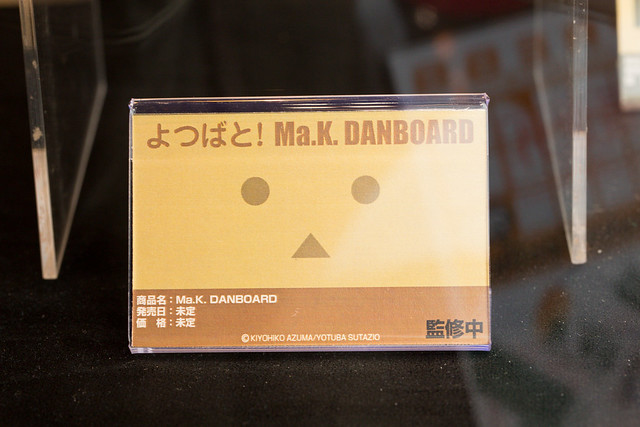 よつばと! Ma.K. DANBOARD
商品名：Ma.K. DANBOARD
発売日：未定
価　格：未定
監修中
©KIYOHIKO AZUMA/YOTUBA SUTAZIO